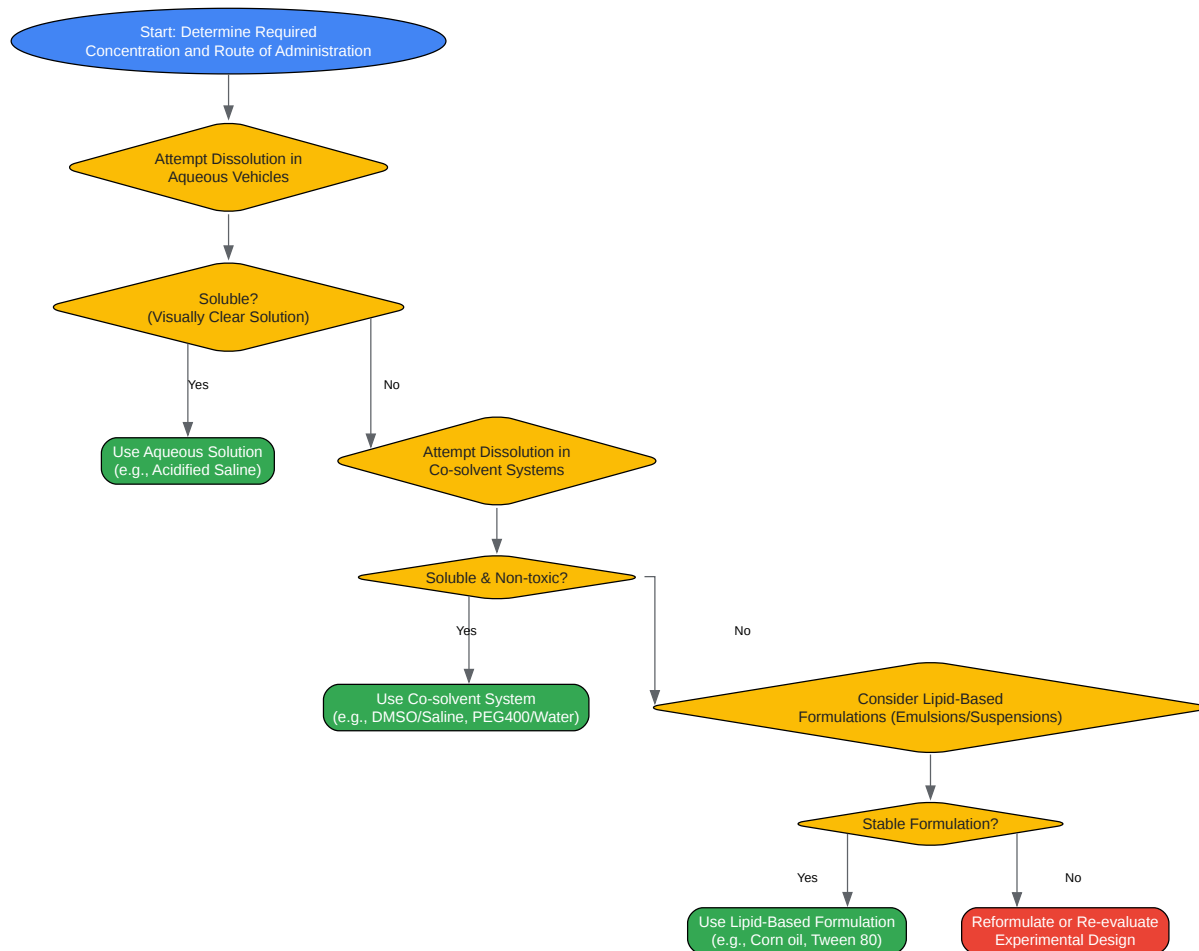 Start: Determine Required
Concentration and Route of Administration
Attempt Dissolution in
Aqueous Vehicles
Soluble?
(Visually Clear Solution)
Yes
No
Use Aqueous Solution
(e.g., Acidified Saline)
Attempt Dissolution in
Co-solvent Systems
Soluble & Non-toxic?
Yes
No
Use Co-solvent System
(e.g., DMSO/Saline, PEG400/Water)
Consider Lipid-Based
Formulations (Emulsions/Suspensions)
Stable Formulation?
Yes
No
Use Lipid-Based Formulation
(e.g., Corn oil, Tween 80)
Reformulate or Re-evaluate
Experimental Design